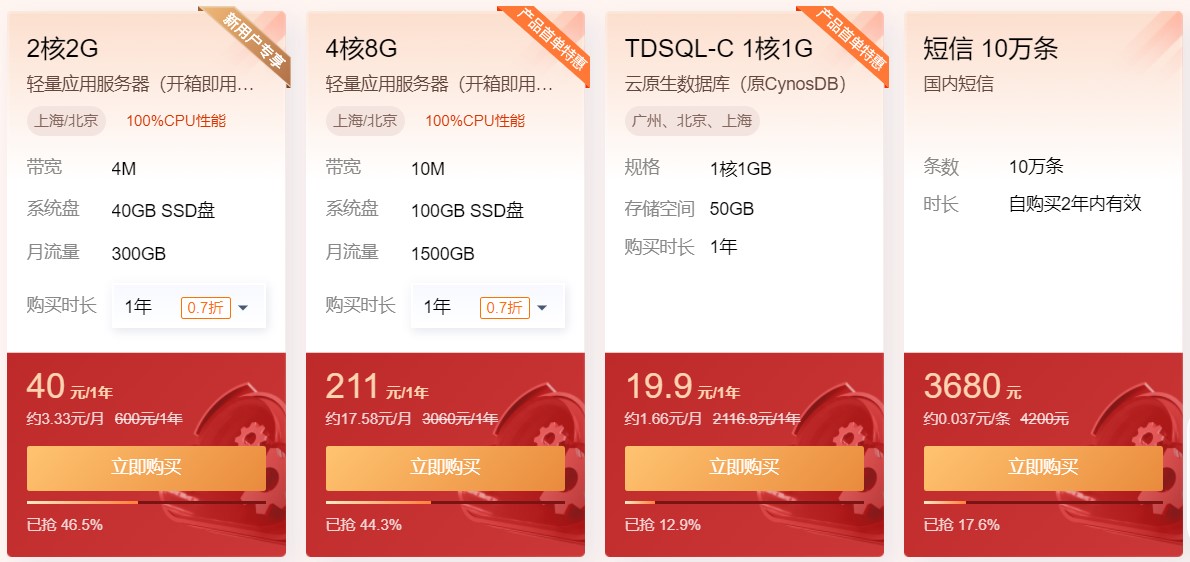 新用户专享
2核2G
轻量应用服务器（开箱即用...
上海/北京 100%CPU性能
带宽 4M
系统盘 40GB SSD盘
月流量 300GB
购买时长 1年 0.7折
40 元/1年
约3.33元/月 600元/1年
立即购买
已抢 46.5%
产品首单特惠
4核8G
轻量应用服务器（开箱即用...
上海/北京 100%CPU性能
带宽 10M
系统盘 100GB SSD盘
月流量 1500GB
购买时长 1年 0.7折
211 元/1年
约17.58元/月 3060元/1年
立即购买
已抢 44.3%
产品首单特惠
TDSQL-C 1核1G
云原生数据库（原CynosDB）
广州、北京、上海
规格 1核1GB
存储空间 50GB
购买时长 1年
19.9 元/1年
约1.66元/月 2116.8元/1年
立即购买
已抢 12.9%
短信 10万条
国内短信
条数 10万条
时长 自购买2年内有效
3680 元
约0.037元/条 4200元
立即购买
已抢 17.6%